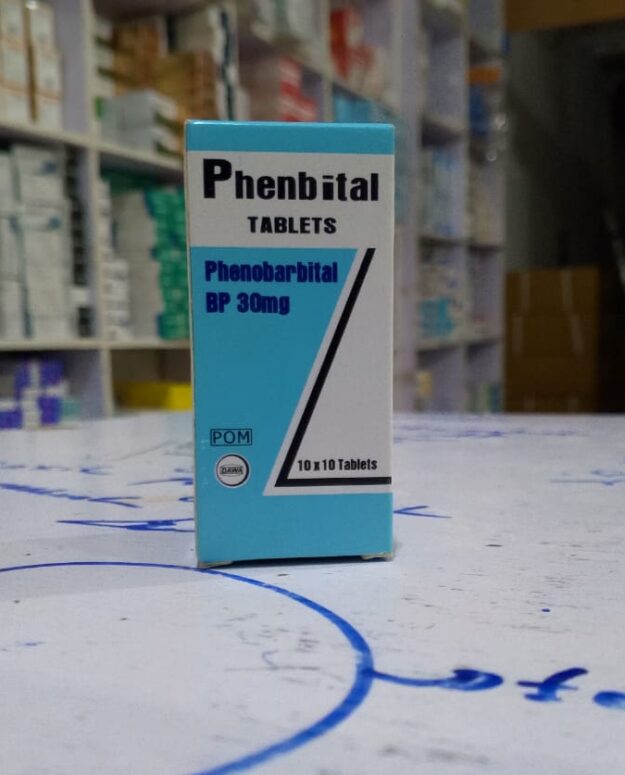 Phenbital
TABLETS
Phenobarbital
BP 30mg
POM
DAWA
10 x 10 Tablets